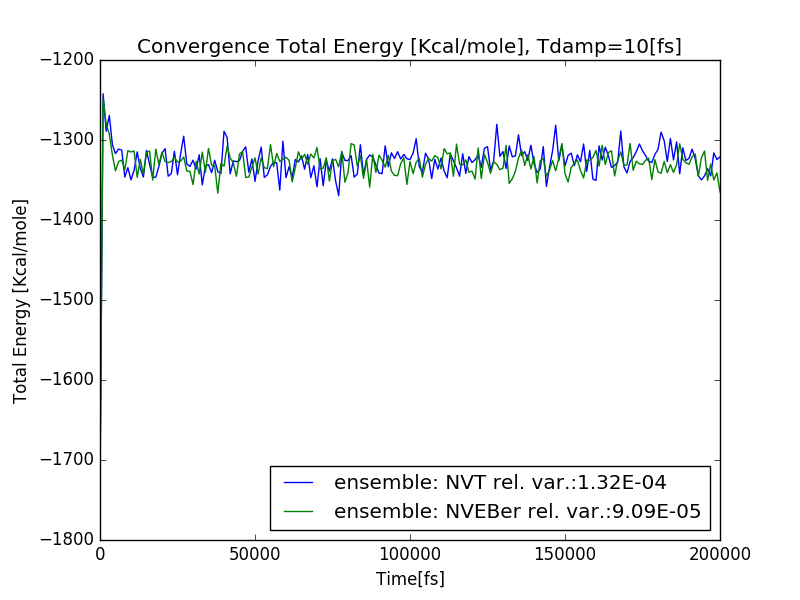 Convergence Total Energy [Kcal/mole], Tdamp=10[fs]
−1200
−1300
−1400
−1500
−1600
−1700
−1800
Total Energy [Kcal/mole]
ensemble: NVT rel. var.:1.32E-04
ensemble: NVEBer rel. var.:9.09E-05
0 50000 100000 150000 200000
Time[fs]